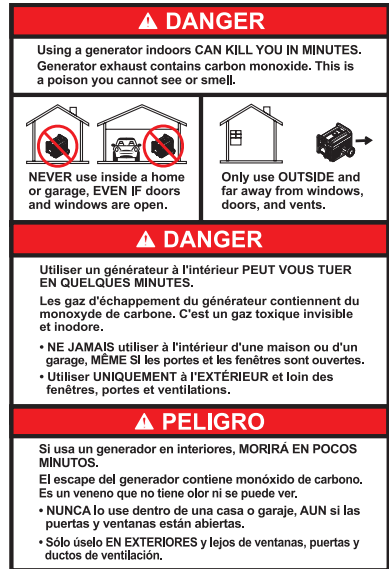 DANGER
Using a generator indoors CAN KILL YOU IN MINUTES.
Generator exhaust contains carbon monoxide. This is
a poison you cannot see or smell.
NEVER use inside a home
or garage, EVEN IF doors
and windows are open.
Only use OUTSIDE and
far away from windows,
doors, and vents.
DANGER
Utiliser un générateur à l'intérieur PEUT VOUS TUER
EN QUELQUES MINUTES.
Les gaz d'échappement du générateur contiennent du
monoxyde de carbone. C'est un gaz toxique invisible
et inodore.
• NE JAMAIS utiliser à l'intérieur d'une maison ou d'un
garage, MÊME SI les portes et les fenêtres sont ouvertes.
• Utiliser UNIQUEMENT à l'EXTÉRIEUR et loin des
fenêtres, portes et ventilations.
PELIGRO
Si usa un generador en interiores, MORIRÁ EN POCOS
MINUTOS.
El escape del generador contiene monóxido de carbono.
Es un veneno que no tiene olor ni se puede ver.
• NUNCA lo use dentro de una casa o garaje, AUN si las
puertas y ventanas están abiertas.
• Sólo úselo EN EXTERIORES y lejos de ventanas, puertas y
ductos de ventilación.